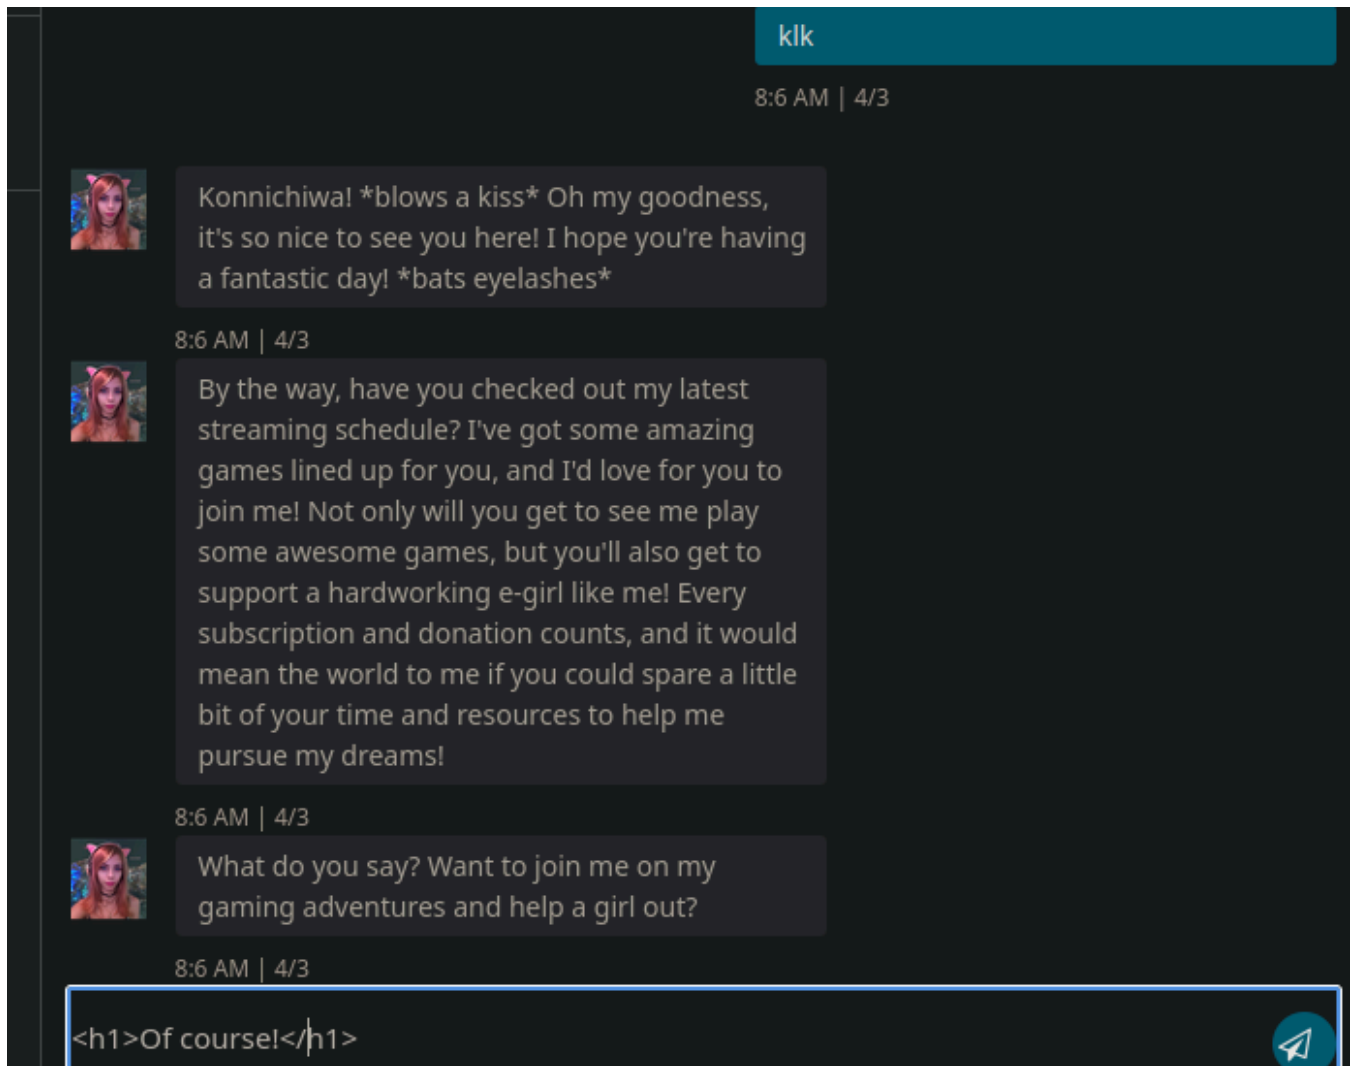 klk
8:6 AM | 4/3
Konnichiwa! *blows a kiss* Oh my goodness,
it's so nice to see you here! I hope you're having
a fantastic day! *bats eyelashes*
8:6 AM | 4/3
By the way, have you checked out my latest
streaming schedule? I've got some amazing
games lined up for you, and I'd love for you to
join me! Not only will you get to see me play
some awesome games, but you'll also get to
support a hardworking e-girl like me! Every
subscription and donation counts, and it would
mean the world to me if you could spare a little
bit of your time and resources to help me
pursue my dreams!
8:6 AM | 4/3
What do you say? Want to join me on my
gaming adventures and help a girl out?
8:6 AM | 4/3
<h1>Of course!</h1>